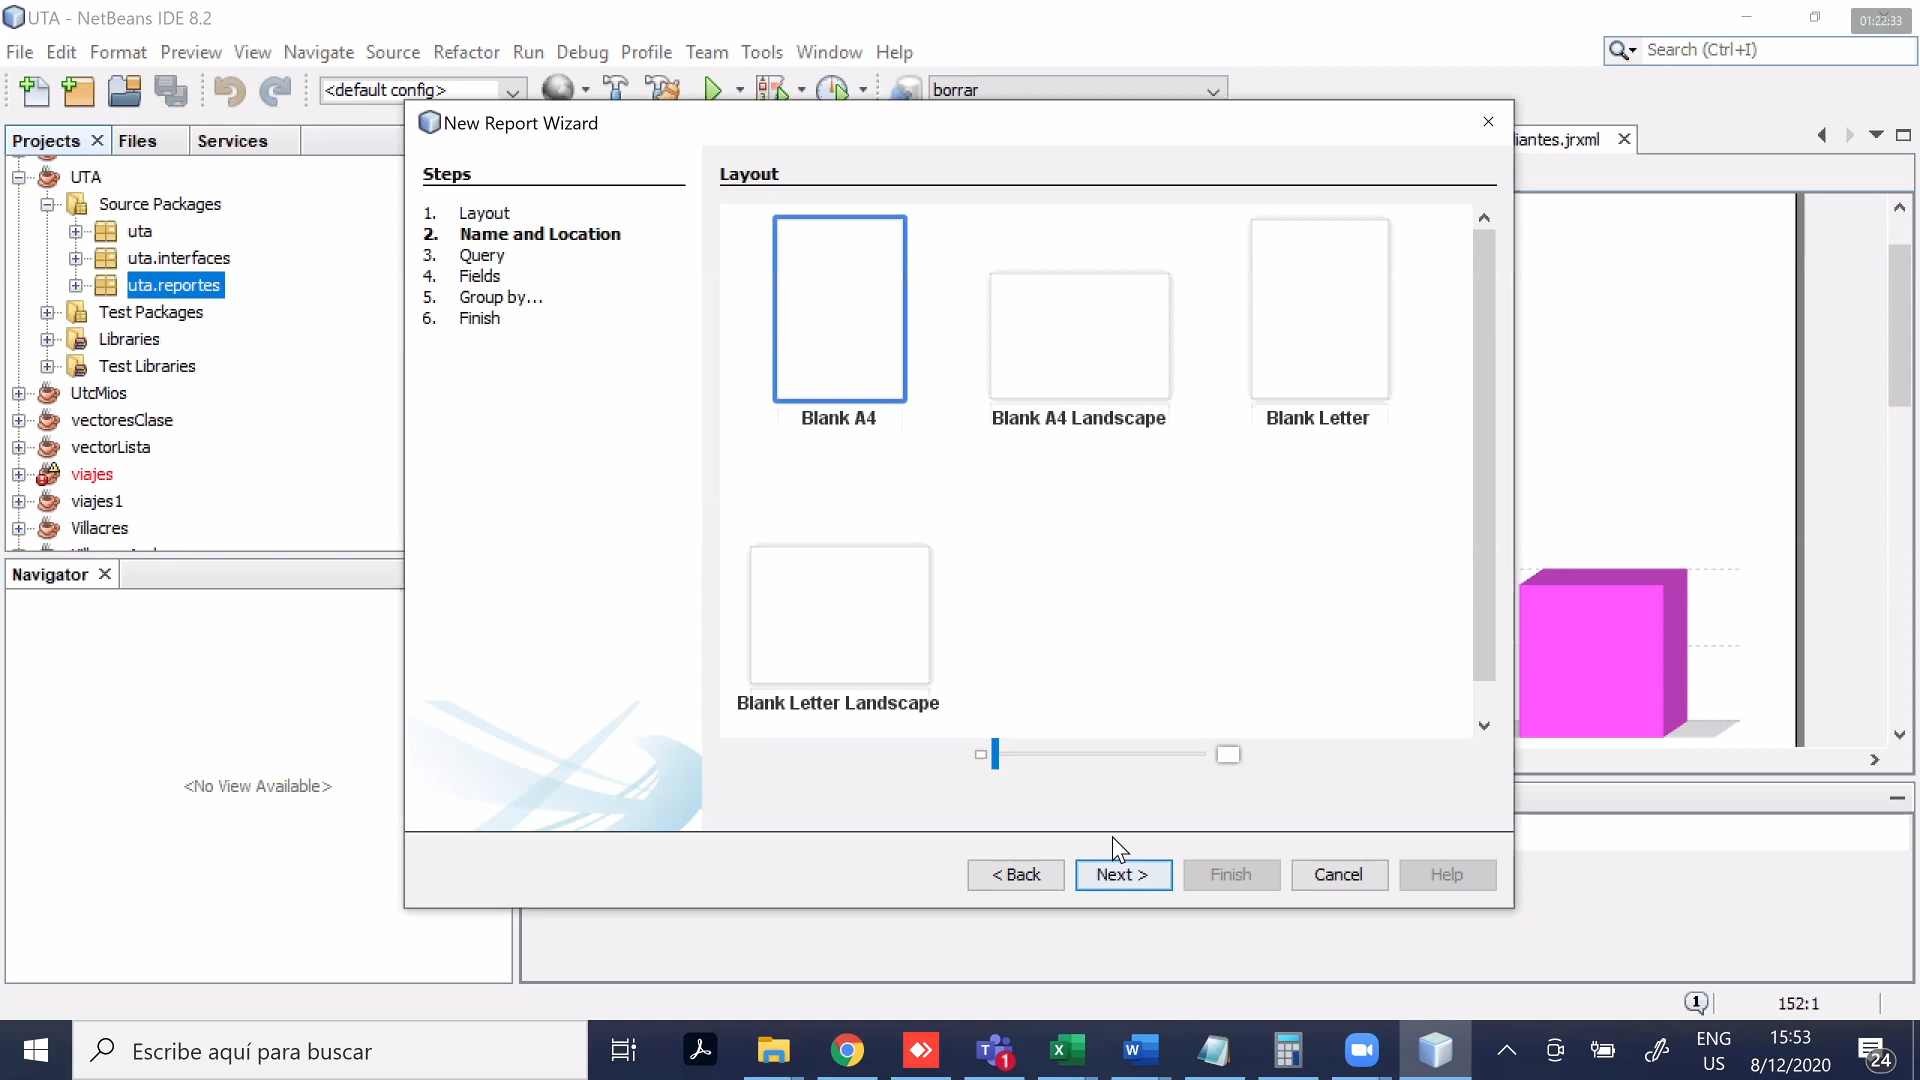 UTA - NetBeans IDE 8.2
01:22:33
File Edit Format Preview View Navigate Source Refactor Run Debug Profile Team Tools Window Help
Search (Ctrl+I)
<default config>
borrar
New Report Wizard
Projects Files Services
iantes.jrxml
Steps
1. Layout
2. Name and Location
3. Query
4. Fields
5. Group by...
6. Finish
Layout
Blank A4
Blank A4 Landscape
Blank Letter
Blank Letter Landscape
< Back
Next >
Finish
Cancel
Help
UTA
Source Packages
uta
uta.interfaces
uta.reportes
Test Packages
Libraries
Test Libraries
UtcMios
vectoresClase
vectorLista
viajes
viajes1
Villacres
Navigator
<No View Available>
1
152:1
Escribe aquí para buscar
1
ENG
US
15:53
8/12/2020
24